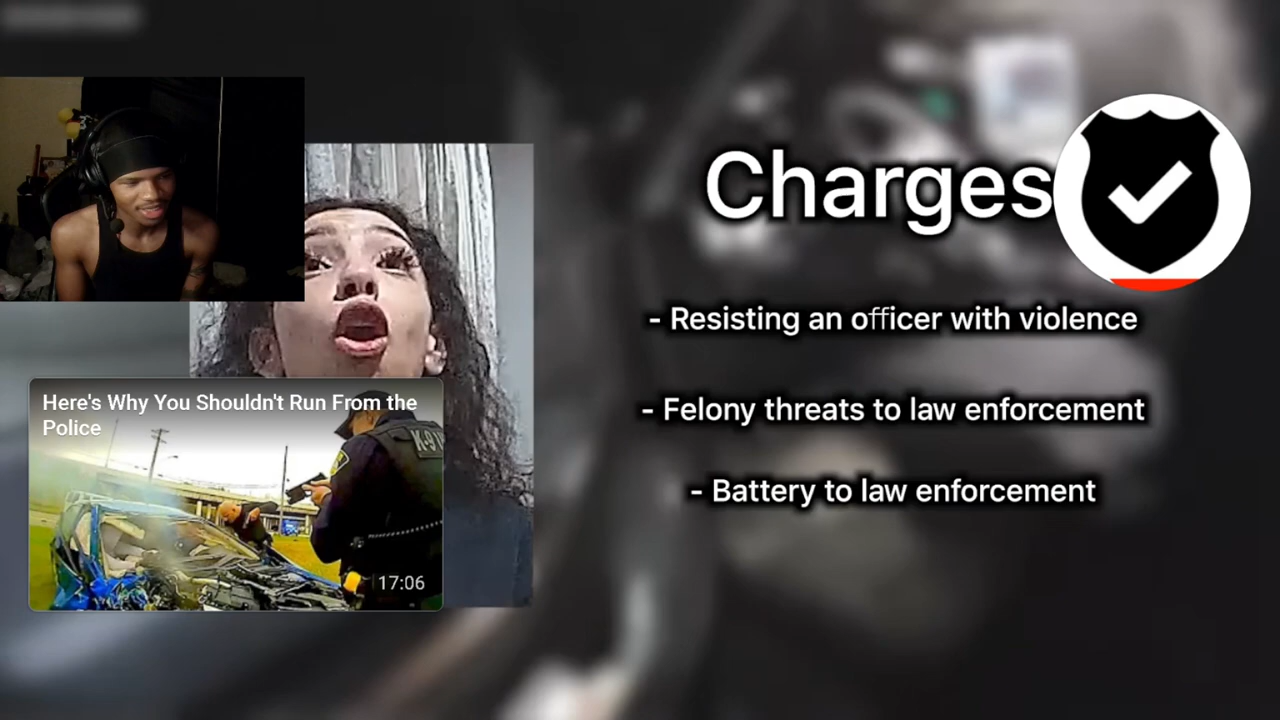 Charges
- Resisting an officer with violence
- Felony threats to law enforcement
- Battery to law enforcement
Here's Why You Shouldn't Run From the
Police
K-9
17:06